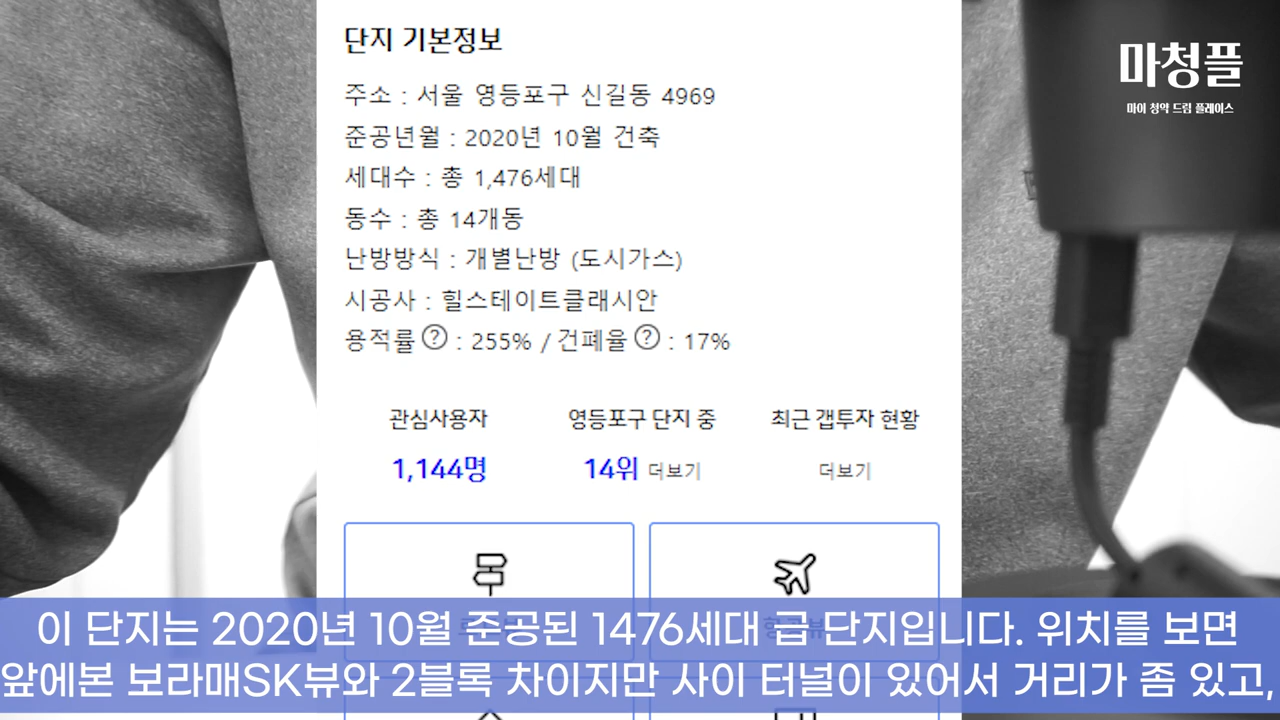 단지 기본정보
마청플
마이 청약 드림 플레이스
주소 : 서울 영등포구 신길동 4969
준공년월 : 2020년 10월 건축
세대수 : 총 1,476세대
동수 : 총 14개동
난방방식 : 개별난방 (도시가스)
시공사 : 힐스테이트클래시안
용적률 ? : 255% / 건폐율 ? : 17%
관심사용자 영등포구 단지 중 최근 갭투자 현황
1,144명 14위 더보기 더보기
이 단지는 2020년 10월 준공된 1476세대 급 단지입니다. 위치를 보면
앞에본 보라매SK뷰와 2블록 차이지만 사이 터널이 있어서 거리가 좀 있고,